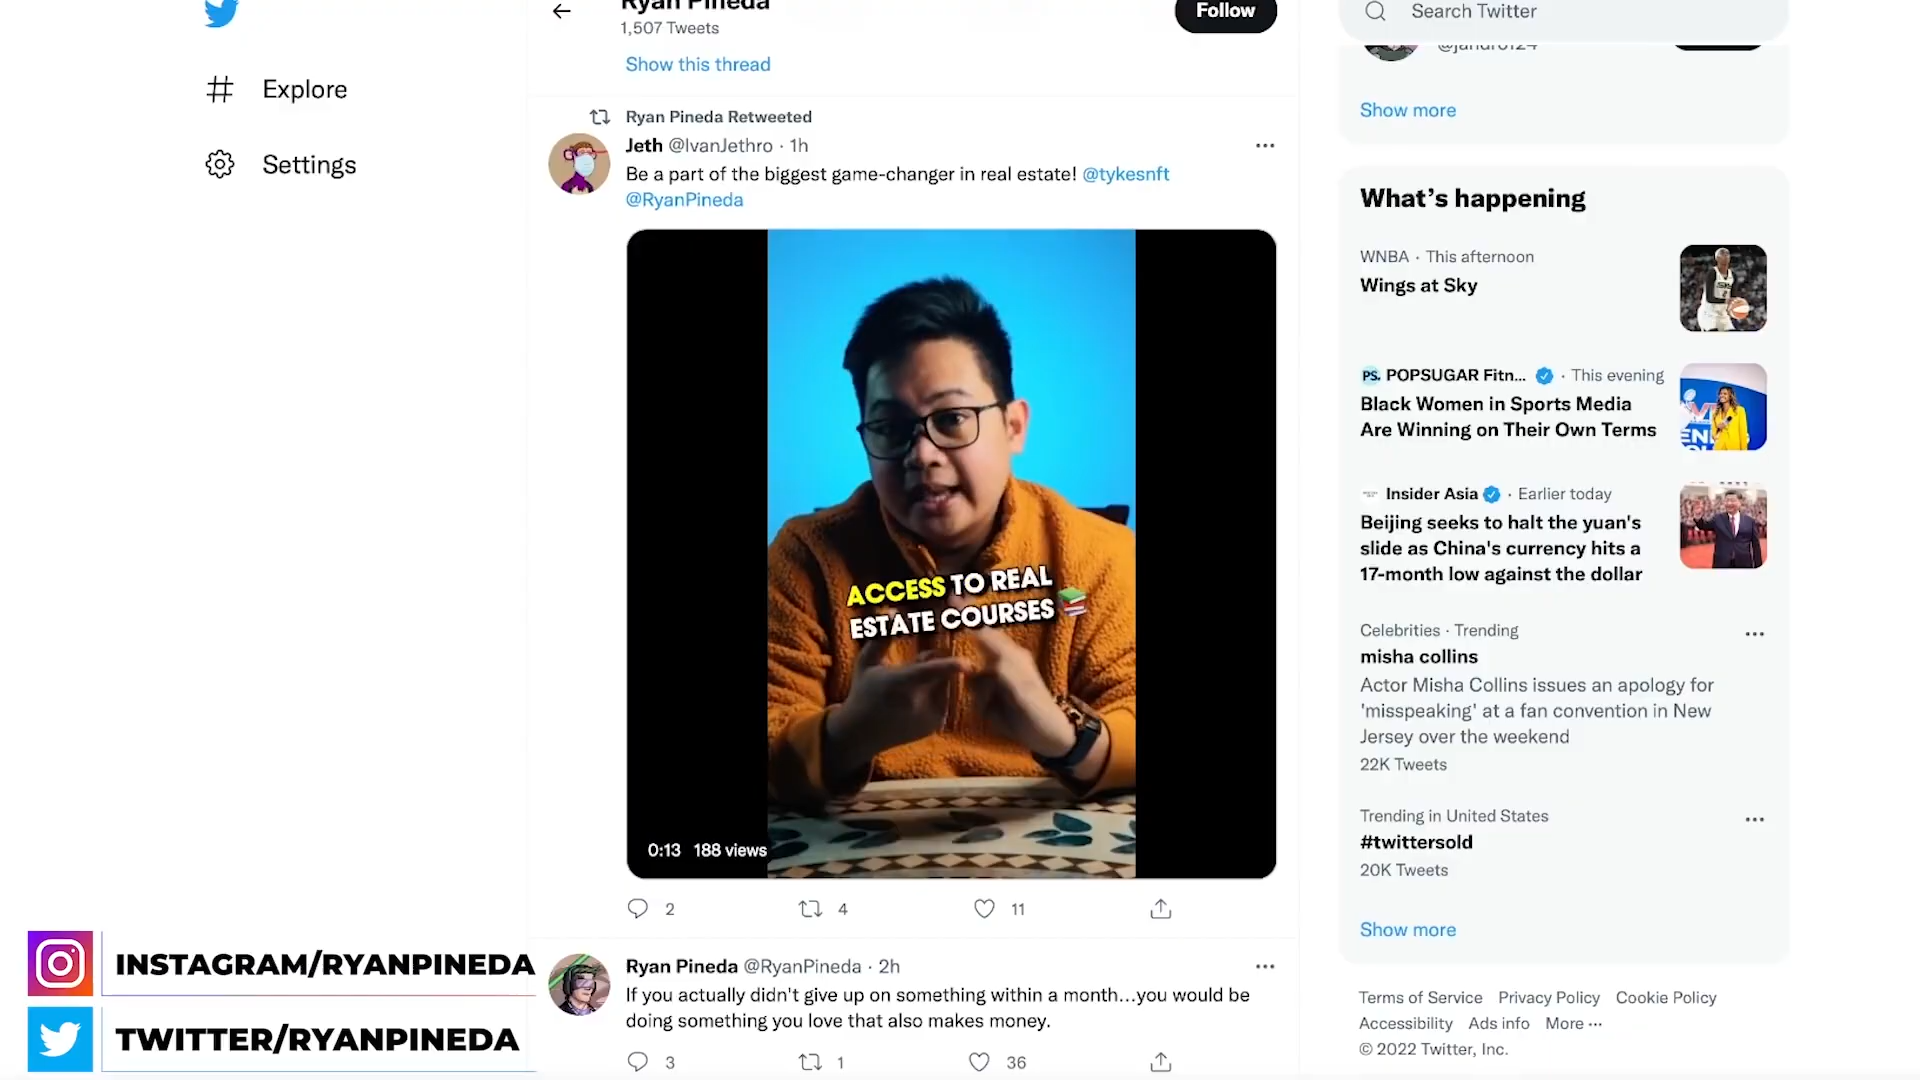 Ryan Pineda
1,507 Tweets
Follow
Search Twitter
Explore
Settings
Show this thread
Ryan Pineda Retweeted
Jeth @IvanJethro · 1h
Be a part of the biggest game-changer in real estate! @tykesnft
@RyanPineda
ACCESS TO REAL
ESTATE COURSES
0:13 188 views
2 4 11
Ryan Pineda @RyanPineda · 2h
If you actually didn't give up on something within a month...you would be
doing something you love that also makes money.
3 1 36
INSTAGRAM/RYANPINEDA
TWITTER/RYANPINEDA
@jandro124
Show more
What's happening
WNBA · This afternoon
Wings at Sky
PS. POPSUGAR Fitn... · This evening
Black Women in Sports Media
Are Winning on Their Own Terms
Insider Asia · Earlier today
Beijing seeks to halt the yuan's
slide as China's currency hits a
17-month low against the dollar
Celebrities · Trending
misha collins
Actor Misha Collins issues an apology for
'misspeaking' at a fan convention in New
Jersey over the weekend
22K Tweets
Trending in United States
#twittersold
20K Tweets
Show more
Terms of Service Privacy Policy Cookie Policy
Accessibility Ads info More ···
© 2022 Twitter, Inc.